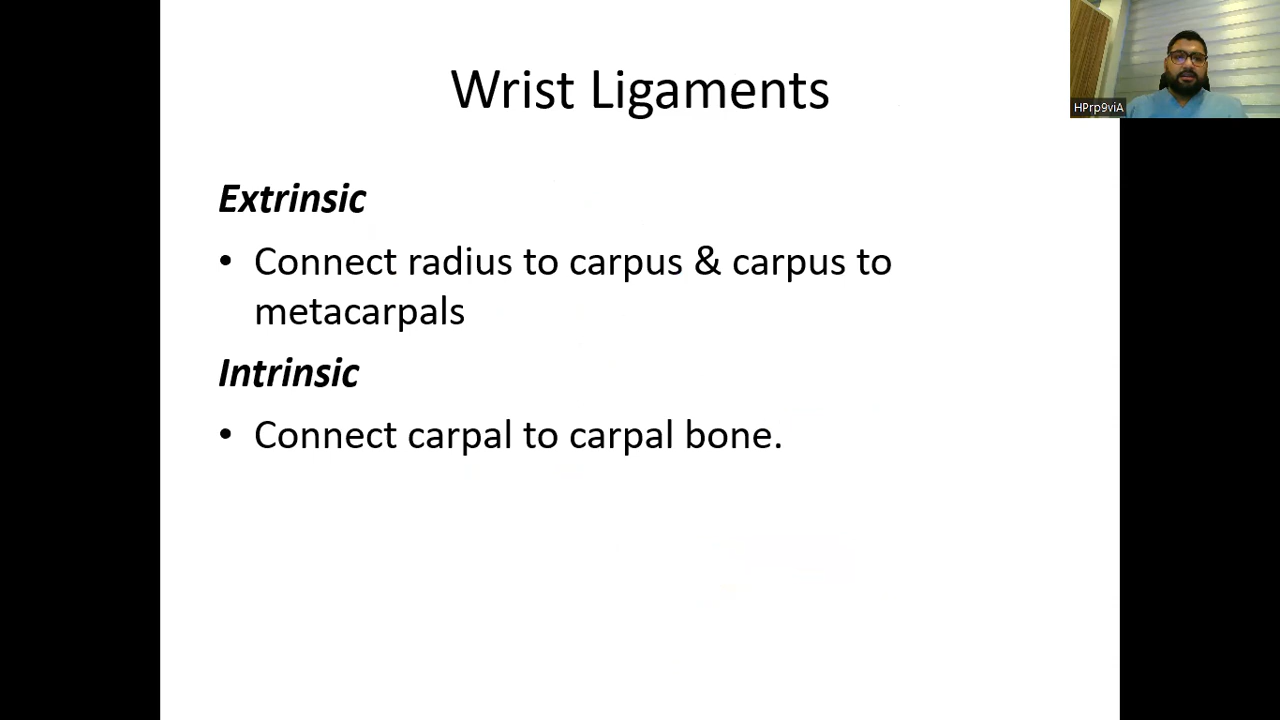 Wrist Ligaments
HPrp9viA
Extrinsic
• Connect radius to carpus & carpus to
metacarpals
Intrinsic
• Connect carpal to carpal bone.